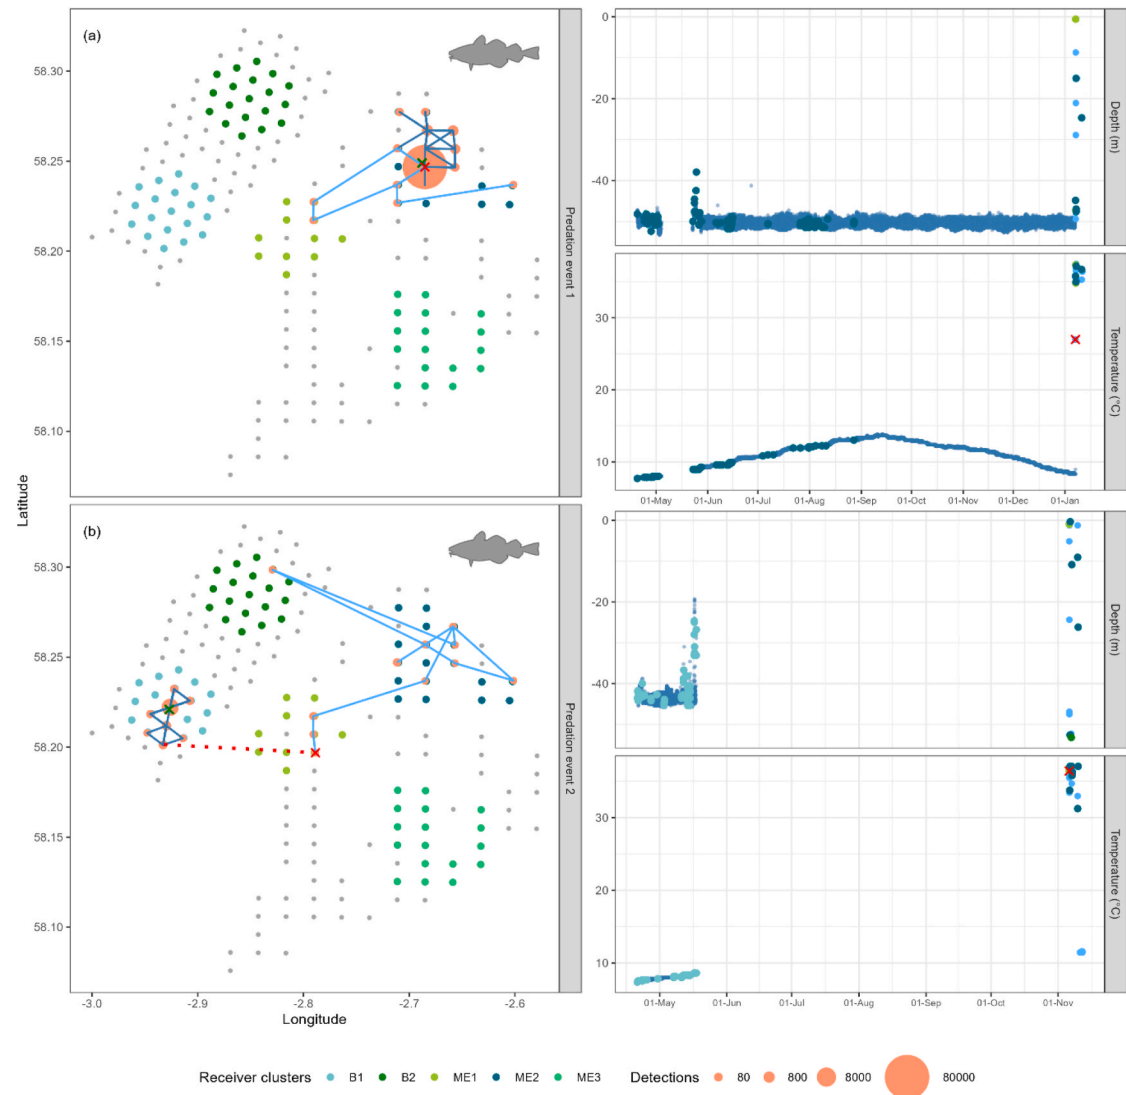 (a)
58.30
58.25
58.20
58.15
58.10
Predation event 1
0
-20
-40
Depth (m)
30
20
10
Temperature (°C)
01-May 01-Jun 01-Jul 01-Aug 01-Sep 01-Oct 01-Nov 01-Dec 01-Jan
Latitude
(b)
58.30
58.25
58.20
58.15
58.10
-3.0 -2.9 -2.8 -2.7 -2.6
Longitude
Predation event 2
0
-20
-40
Depth (m)
30
20
10
Temperature (°C)
01-May 01-Jun 01-Jul 01-Aug 01-Sep 01-Oct 01-Nov
Receiver clusters B1 B2 ME1 ME2 ME3 Detections 80 800 8000 80000